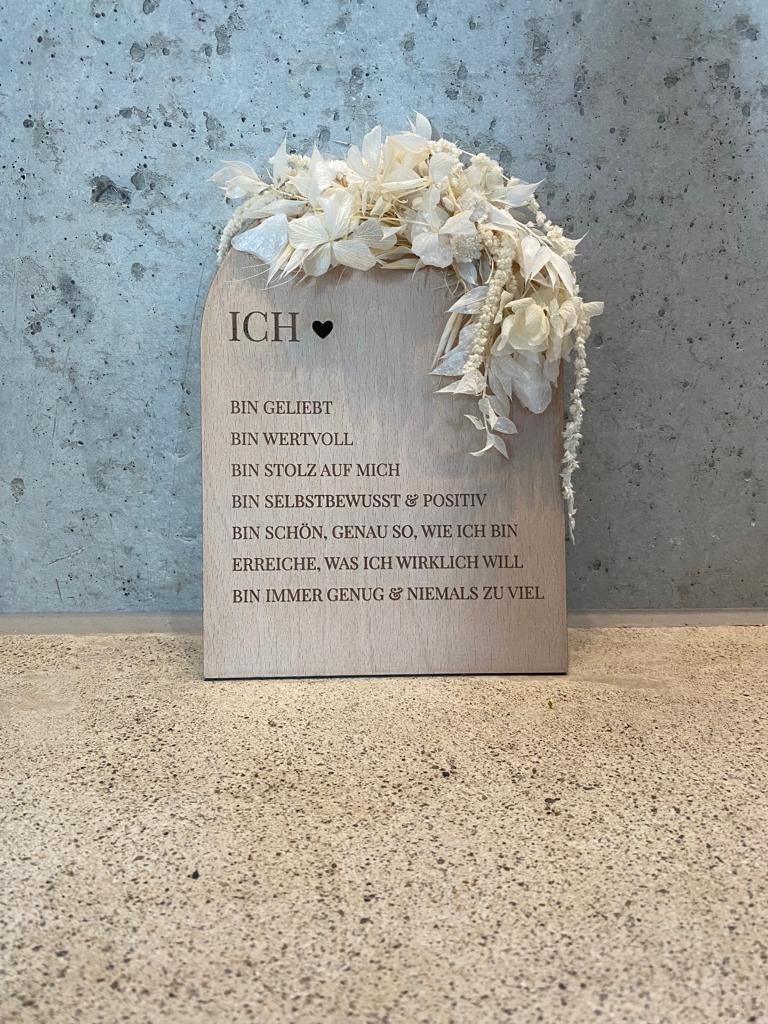 ICH ♥
BIN GELIEBT
BIN WERTVOLL
BIN STOLZ AUF MICH
BIN SELBSTBEWUSST & POSITIV
BIN SCHÖN, GENAU SO, WIE ICH BIN
ERREICHE, WAS ICH WIRKLICH WILL
BIN IMMER GENUG & NIEMALS ZU VIEL